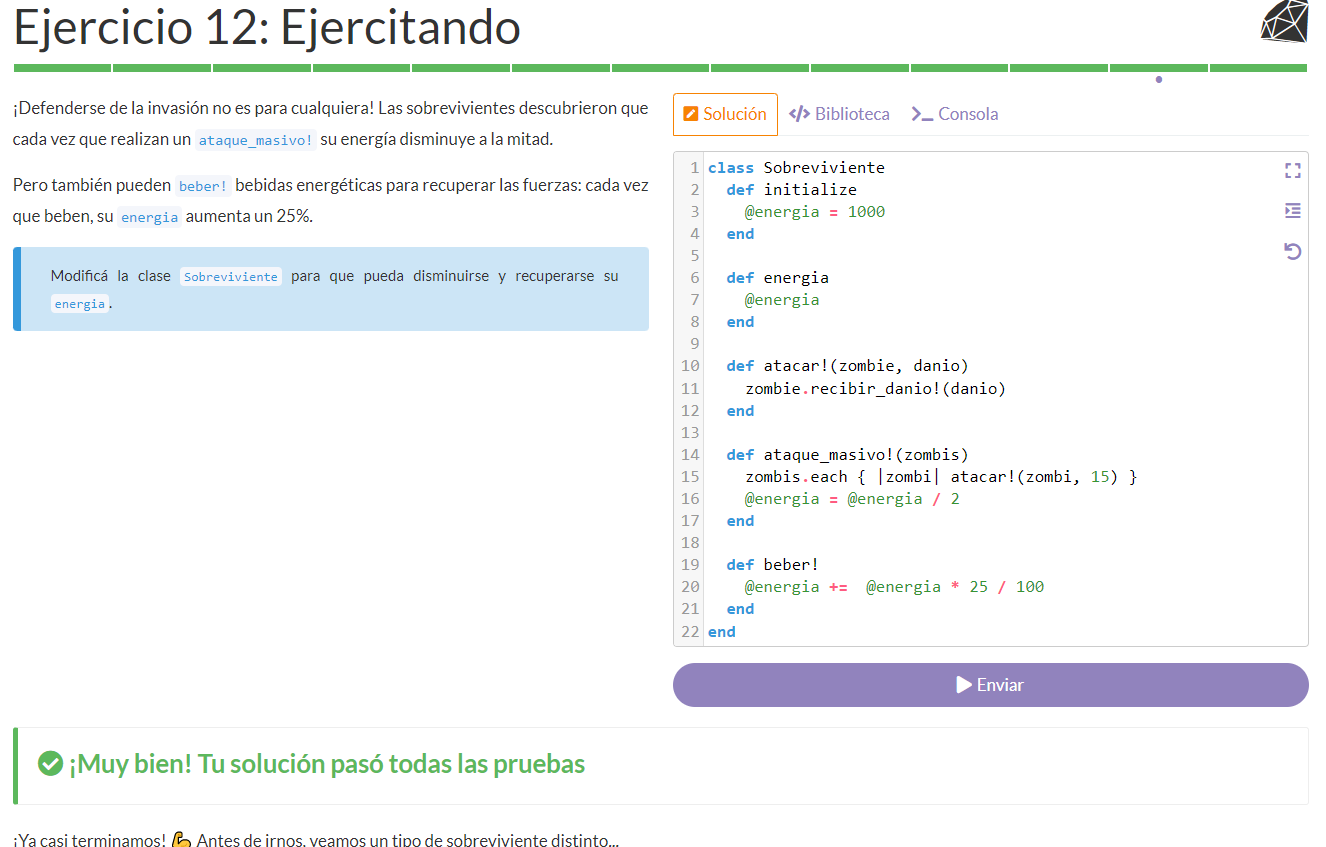 Ejercicio 12: Ejercitando
¡Defenderse de la invasión no es para cualquiera! Las sobrevivientes descubrieron que
cada vez que realizan un ataque_masivo! su energía disminuye a la mitad.
Pero también pueden beber! bebidas energéticas para recuperar las fuerzas: cada vez
que beben, su energia aumenta un 25%.
Modificá la clase Sobreviviente para que pueda disminuirse y recuperarse su
energia.
Solución </> Biblioteca >_ Consola
1 class Sobreviviente
2 def initialize
3 @energia = 1000
4 end
5
6 def energia
7 @energia
8 end
9
10 def atacar!(zombie, danio)
11 zombie.recibir_danio!(danio)
12 end
13
14 def ataque_masivo!(zombis)
15 zombis.each { |zombi| atacar!(zombi, 15) }
16 @energia = @energia / 2
17 end
18
19 def beber!
20 @energia += @energia * 25 / 100
21 end
22 end
Enviar
¡Muy bien! Tu solución pasó todas las pruebas
¡Ya casi terminamos! 💪 Antes de irnos, veamos un tipo de sobreviviente distinto...